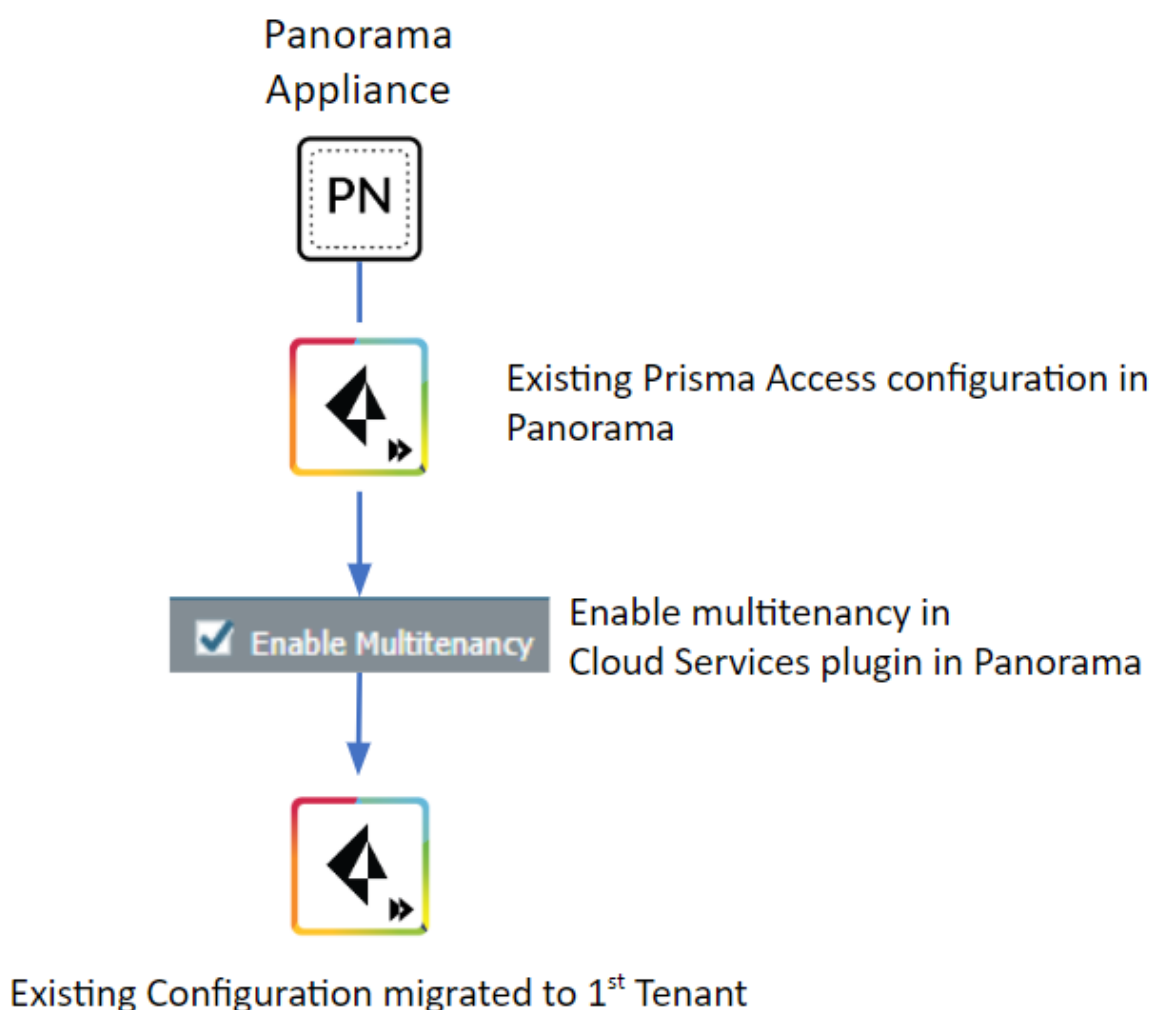 Panorama
Appliance
PN
Existing Prisma Access configuration in
Panorama
Enable Multitenancy
Enable multitenancy in
Cloud Services plugin in Panorama
Existing Configuration migrated to 1st Tenant